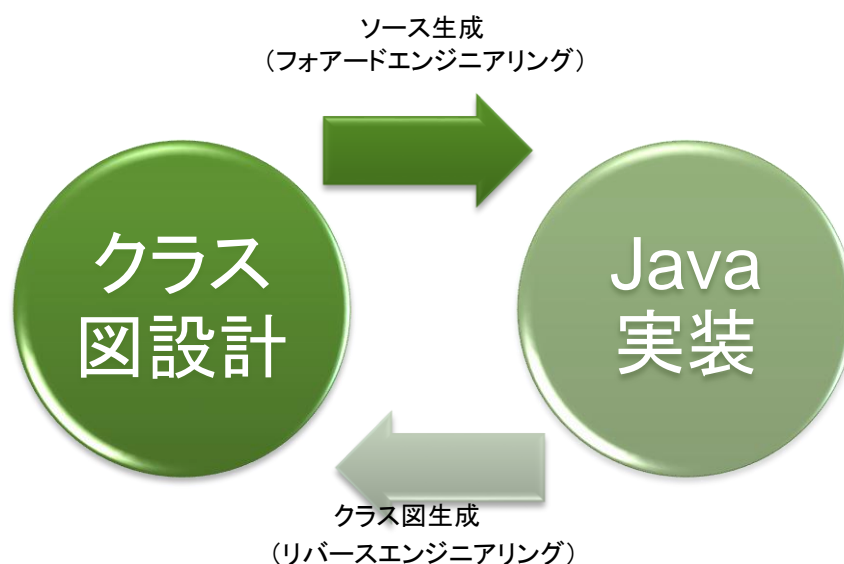 ソース生成
（フォアードエンジニアリング）
クラス
図設計
Java
実装
クラス図生成
（リバースエンジニアリング）